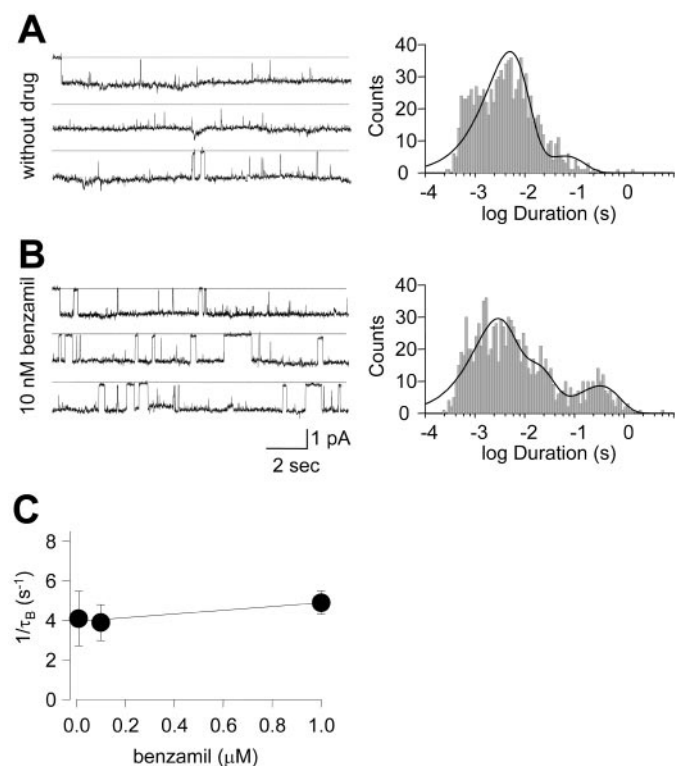 A
without drug
Counts
40
30
20
10
0
-4 -3 -2 -1 0
log Duration (s)
B
10 nM benzamil
1 pA
2 sec
Counts
40
30
20
10
0
-4 -3 -2 -1 0
log Duration (s)
C
1/τB (s-1)
8
6
4
2
0
0.0 0.2 0.4 0.6 0.8 1.0
benzamil (μM)